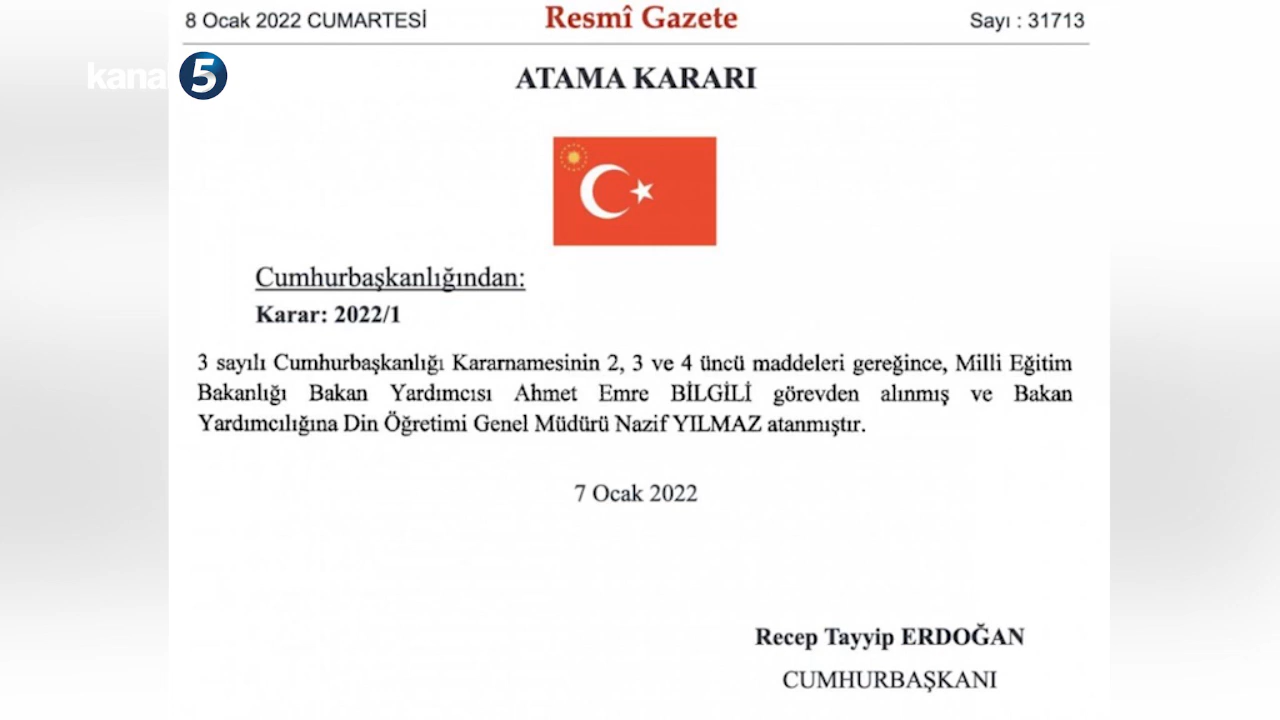 8 Ocak 2022 CUMARTESİ Resmî Gazete Sayı : 31713
kanal 5
ATAMA KARARI
Cumhurbaşkanlığından:
Karar: 2022/1
3 sayılı Cumhurbaşkanlığı Kararnamesinin 2, 3 ve 4 üncü maddeleri gereğince, Milli Eğitim
Bakanlığı Bakan Yardımcısı Ahmet Emre BİLGİLİ görevden alınmış ve Bakan
Yardımcılığına Din Öğretimi Genel Müdürü Nazif YILMAZ atanmıştır.
7 Ocak 2022
Recep Tayyip ERDOĞAN
CUMHURBAŞKANI